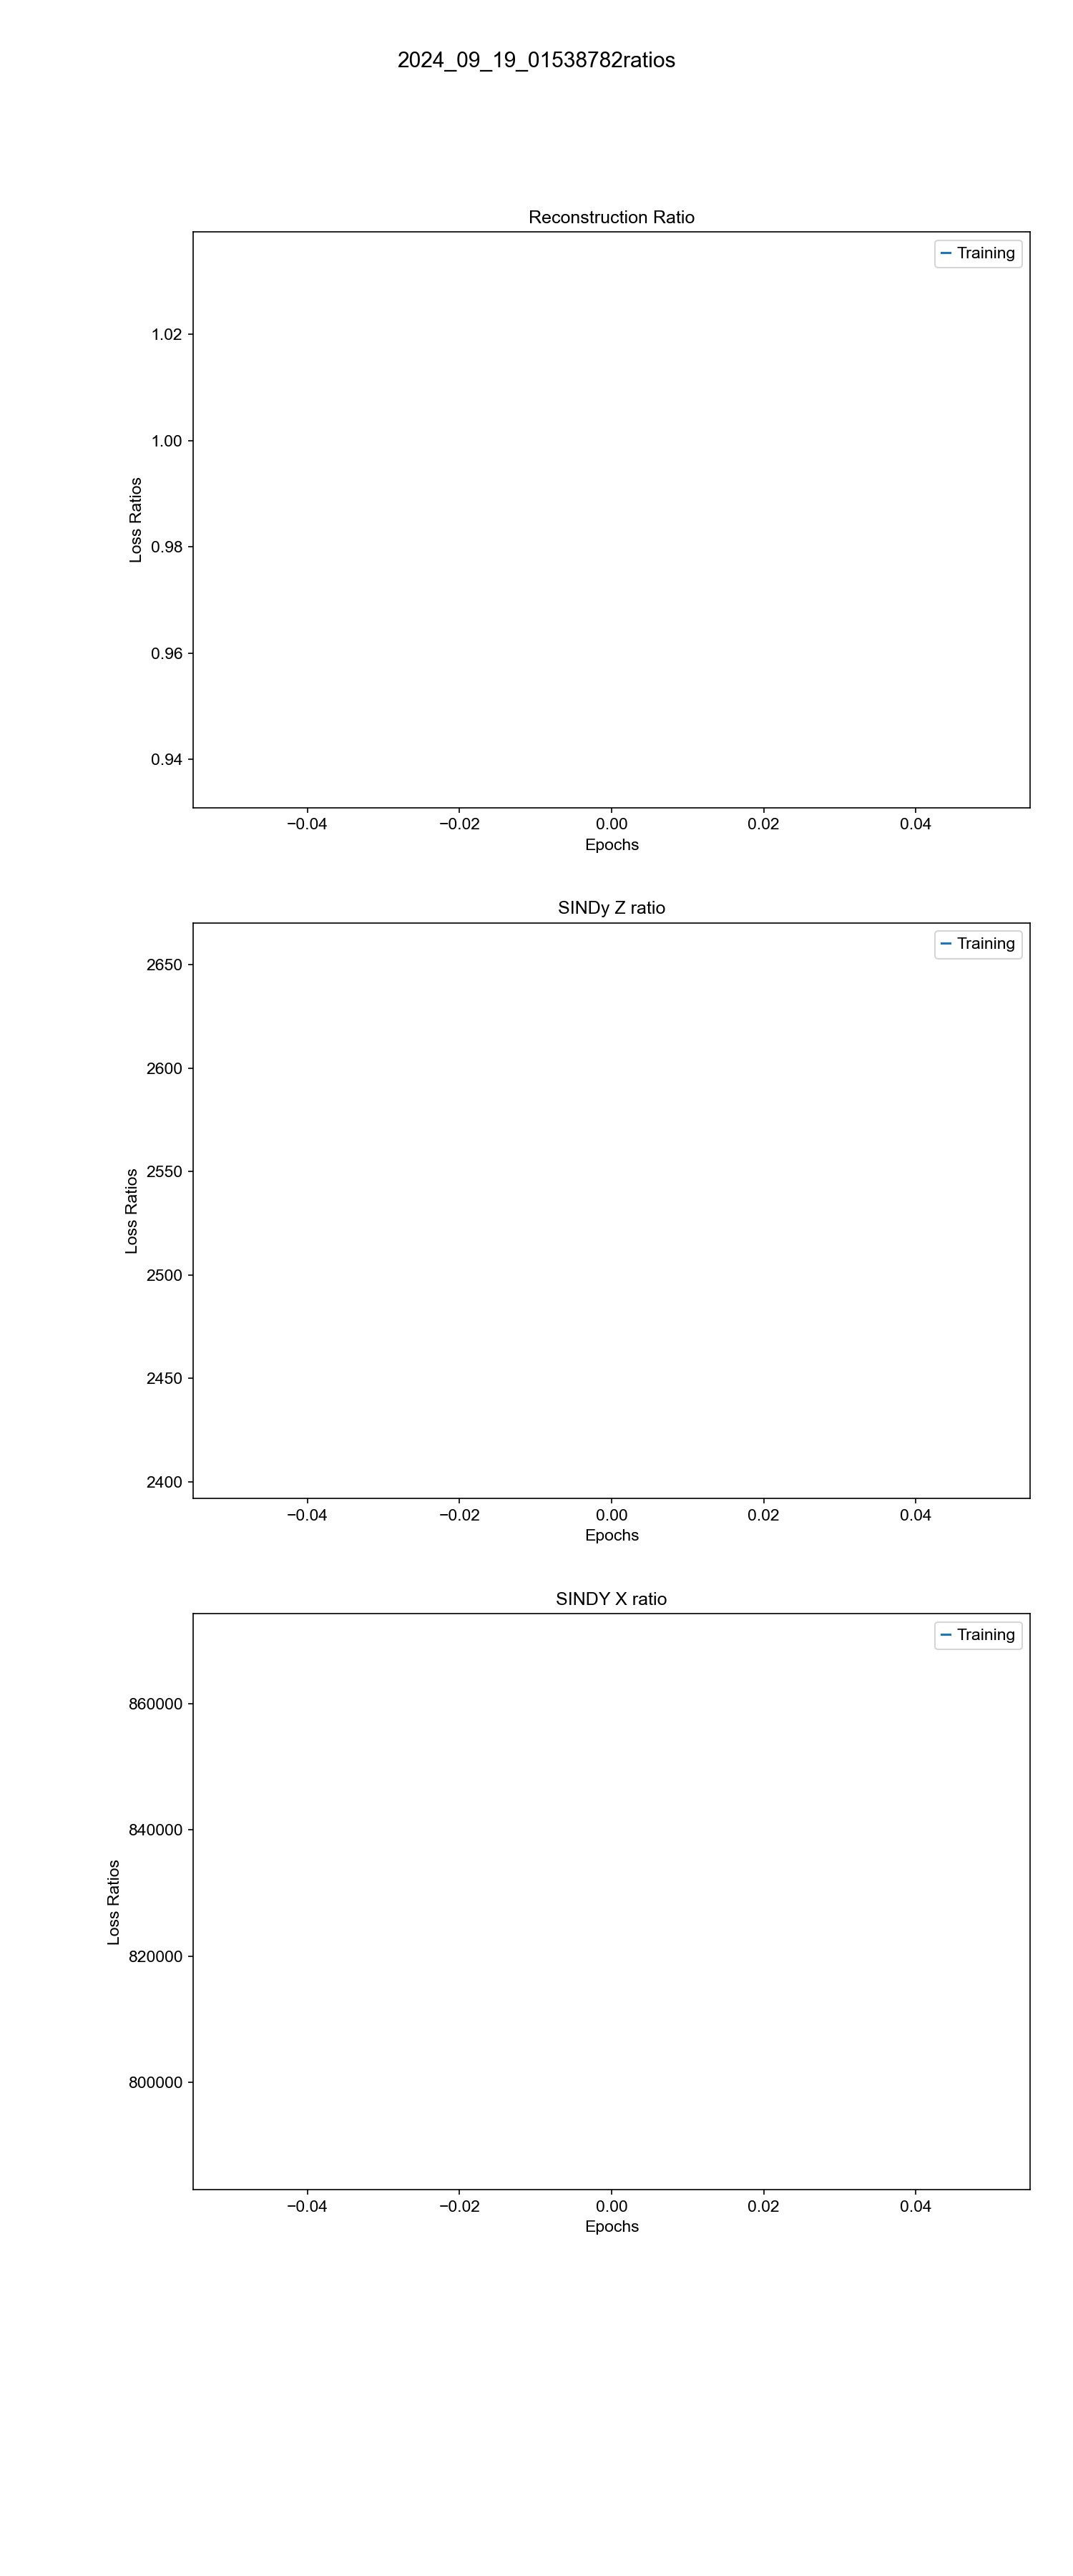 2024_09_19_01538782ratios
Reconstruction Ratio
Training
1.02
1.00
0.98
0.96
0.94
Loss Ratios
−0.04 −0.02 0.00 0.02 0.04
Epochs
SINDy Z ratio
Training
2650
2600
2550
2500
2450
2400
Loss Ratios
−0.04 −0.02 0.00 0.02 0.04
Epochs
SINDY X ratio
Training
860000
840000
820000
800000
Loss Ratios
−0.04 −0.02 0.00 0.02 0.04
Epochs